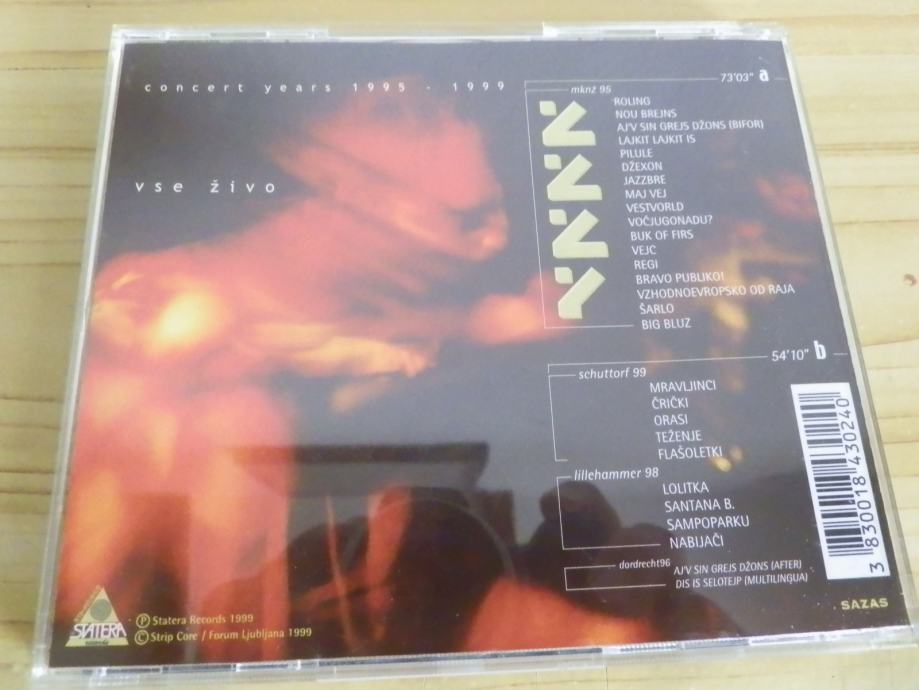 concert years 1995 - 1999
vse živo
73'03" a
mknž 95
ROLING
NOU BREJNS
AJ'V SIN GREJS DŽONS (BIFOR)
LAJKIT LAJKIT IS
PILULE
DŽEXON
JAZZBRE
MAJ VEJ
VESTVORLD
VOČJUGONADU?
BUK OF FIRS
VEJC
REGI
BRAVO PUBLIKO!
VZHODNOEVROPSKO OD RAJA
ŠARLO
BIG BLUZ
54'10" b
schuttorf 99
MRAVLJINCI
ČRIČKI
ORASI
TEŽENJE
FLAŠOLETKI
lillehammer 98
LOLITKA
SANTANA B.
SAMPOPARKU
NABIJAČI
dordrecht96
AJ'V SIN GREJS DŽONS (AFTER)
DIS IS SELOTEJP (MULTILINGUA)
3 830018 430240
SAZAS
STATERA
℗ Statera Records 1999
© Strip Core / Forum Ljubljana 1999